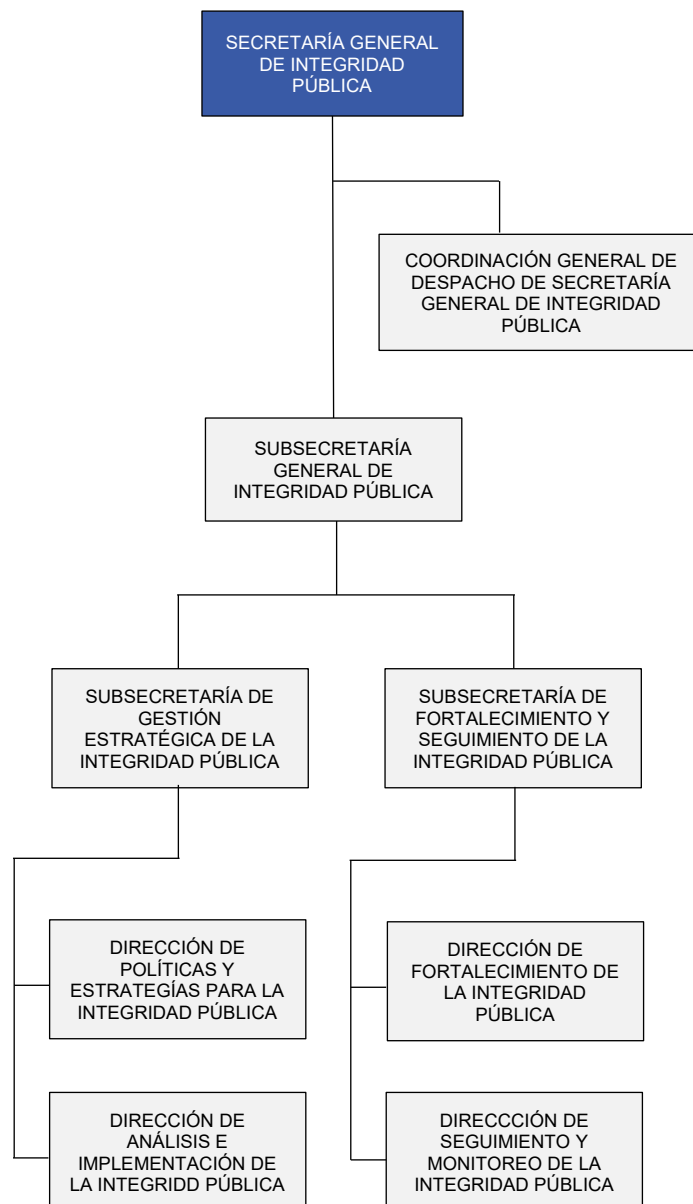 SECRETARÍA GENERAL
DE INTEGRIDAD
PÚBLICA
COORDINACIÓN GENERAL DE
DESPACHO DE SECRETARÍA
GENERAL DE INTEGRIDAD
PÚBLICA
SUBSECRETARÍA
GENERAL DE
INTEGRIDAD PÚBLICA
SUBSECRETARÍA DE
GESTIÓN
ESTRATÉGICA DE LA
INTEGRIDAD PÚBLICA
SUBSECRETARÍA DE
FORTALECIMIENTO Y
SEGUIMIENTO DE LA
INTEGRIDAD PÚBLICA
DIRECCIÓN DE
POLÍTICAS Y
ESTRATEGÍAS PARA LA
INTEGRIDAD PÚBLICA
DIRECCIÓN DE
FORTALECIMIENTO DE
LA INTEGRIDAD
PÚBLICA
DIRECCIÓN DE
ANÁLISIS E
IMPLEMENTACIÓN DE
LA INTEGRIDD PÚBLICA
DIRECCCIÓN DE
SEGUIMIENTO Y
MONITOREO DE LA
INTEGRIDAD PÚBLICA